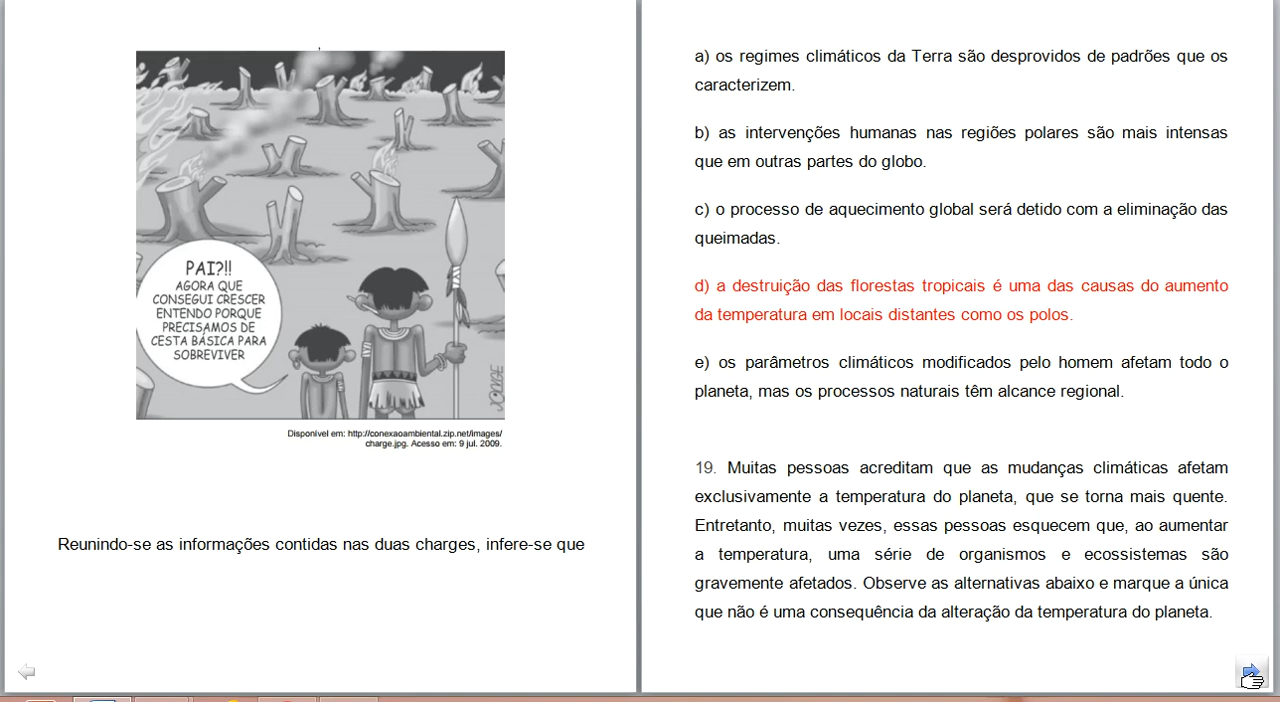 PAI?!!
AGORA QUE
CONSEGUI CRESCER
ENTENDO PORQUE
PRECISAMOS DE
CESTA BÁSICA PARA
SOBREVIVER
JORGE
Disponível em: http://conexaoambiental.zip.net/images/
charge.jpg. Acesso em: 9 jul. 2009.
Reunindo-se as informações contidas nas duas charges, infere-se que
a) os regimes climáticos da Terra são desprovidos de padrões que os
caracterizem.
b) as intervenções humanas nas regiões polares são mais intensas
que em outras partes do globo.
c) o processo de aquecimento global será detido com a eliminação das
queimadas.
d) a destruição das florestas tropicais é uma das causas do aumento
da temperatura em locais distantes como os polos.
e) os parâmetros climáticos modificados pelo homem afetam todo o
planeta, mas os processos naturais têm alcance regional.
19. Muitas pessoas acreditam que as mudanças climáticas afetam
exclusivamente a temperatura do planeta, que se torna mais quente.
Entretanto, muitas vezes, essas pessoas esquecem que, ao aumentar
a temperatura, uma série de organismos e ecossistemas são
gravemente afetados. Observe as alternativas abaixo e marque a única
que não é uma consequência da alteração da temperatura do planeta.